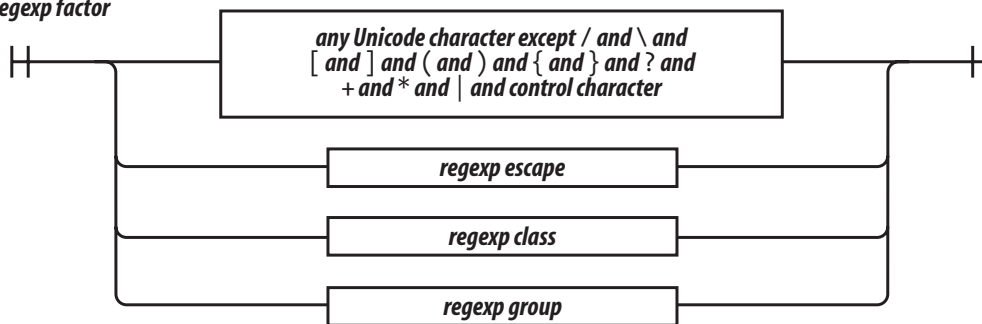 egexp factor
any Unicode character except / and \ and
[ and ] and ( and ) and { and } and ? and
+ and * and | and control character
regexp escape
regexp class
regexp group